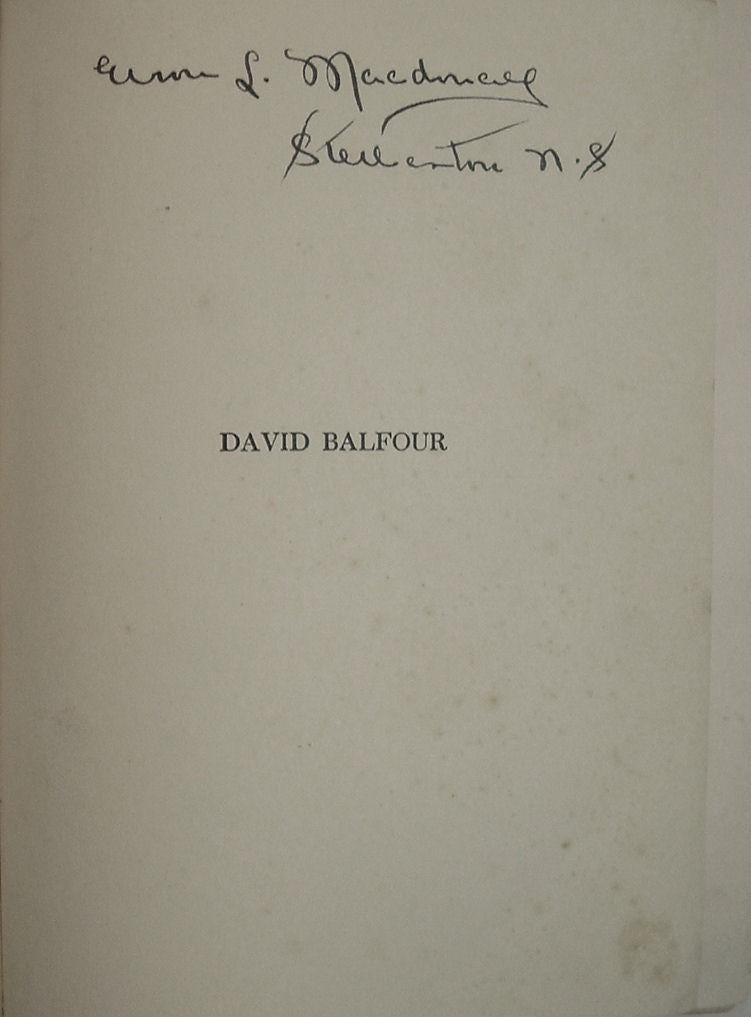 L. Macdonald
Stellarton N.S
DAVID BALFOUR